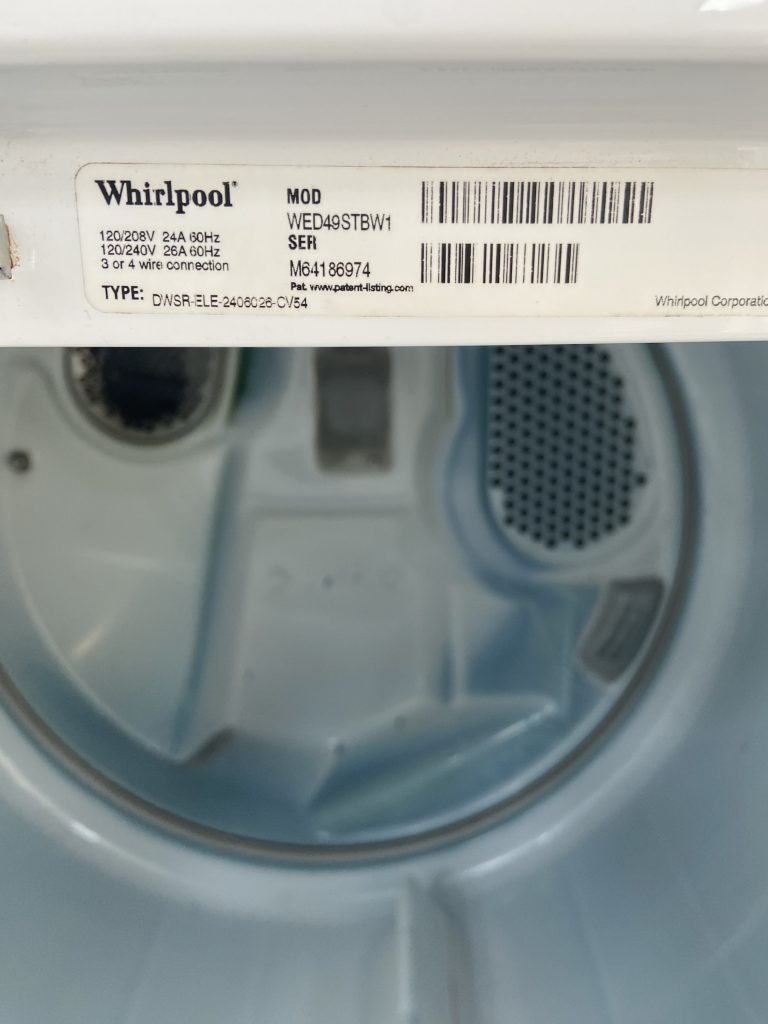 Whirlpool®
120/208V 24A 60Hz
120/240V 26A 60Hz
3 or 4 wire connection
MOD
WED49STBW1
SER
M64186974
Pat. www.patent-listing.com
TYPE: DWSR-ELE-2406026-CV54
Whirlpool